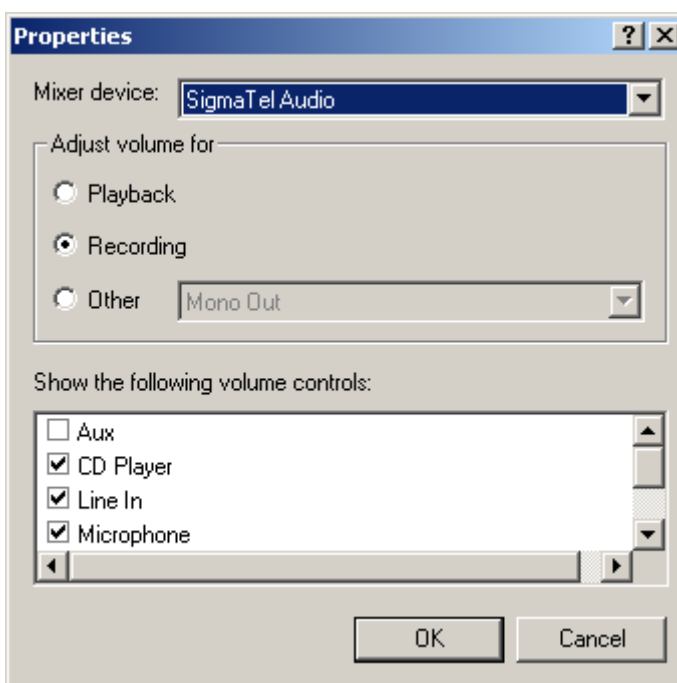 Properties
Mixer device: SigmaTel Audio
Adjust volume for
Playback
Recording
Other Mono Out
Show the following volume controls:
Aux
CD Player
Line In
Microphone
OK Cancel